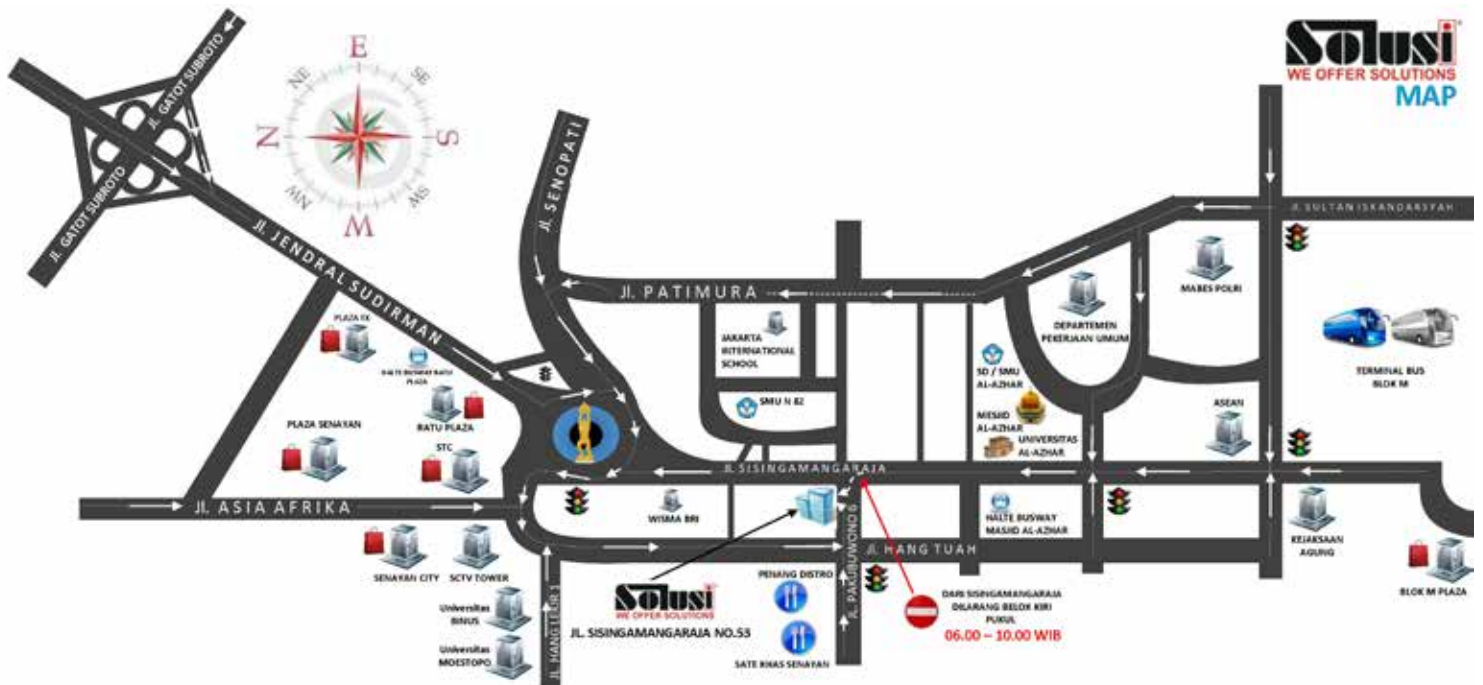 Solusi
WE OFFER SOLUTIONS
MAP
JL. GATOT SUBROTO
JL. GATOT SUBROTO
JL. GATOT SUBROTO
E
NE
SE
N
S
NW
SW
W
JL. SENOPATI
JL. JENDRAL SUDIRMAN
JL. SULTAN ISKANDARSYAH
MABES POLRI
Jl. PATIMURA
PLAZA FX
HALTE BUSWAY RATU
PLAZA
JAKARTA
INTERNATIONAL
SCHOOL
DEPARTEMEN
PEKERJAAN UMUM
TERMINAL BUS
BLOK M
SD / SMU
AL-AZHAR
SMU N 82
ASEAN
MESJID
AL-AZHAR
PLAZA SENAYAN
RATU PLAZA
STC
UNIVERSITAS
AL-AZHAR
Jl. SISINGAMANGARAJA
Jl. ASIA AFRIKA
WISMA BRI
HALTE BUSWAY
MASJID AL-AZHAR
KEJAKSAAN
AGUNG
JL. PAKUBUWONO 6
Jl. HANG TUAH
SENAYAN CITY
SCTV TOWER
PENANG DISTRO
BLOK M PLAZA
Universitas
BINUS
Solusi
WE OFFER SOLUTIONS
JL. SISINGAMANGARAJA NO.53
DARI SISINGAMANGARAJA
DILARANG BELOK KIRI
PUKUL
06.00 – 10.00 WIB
Universitas
MOESTOPO
JL. HANG LEKIR 1
SATE KHAS SENAYAN